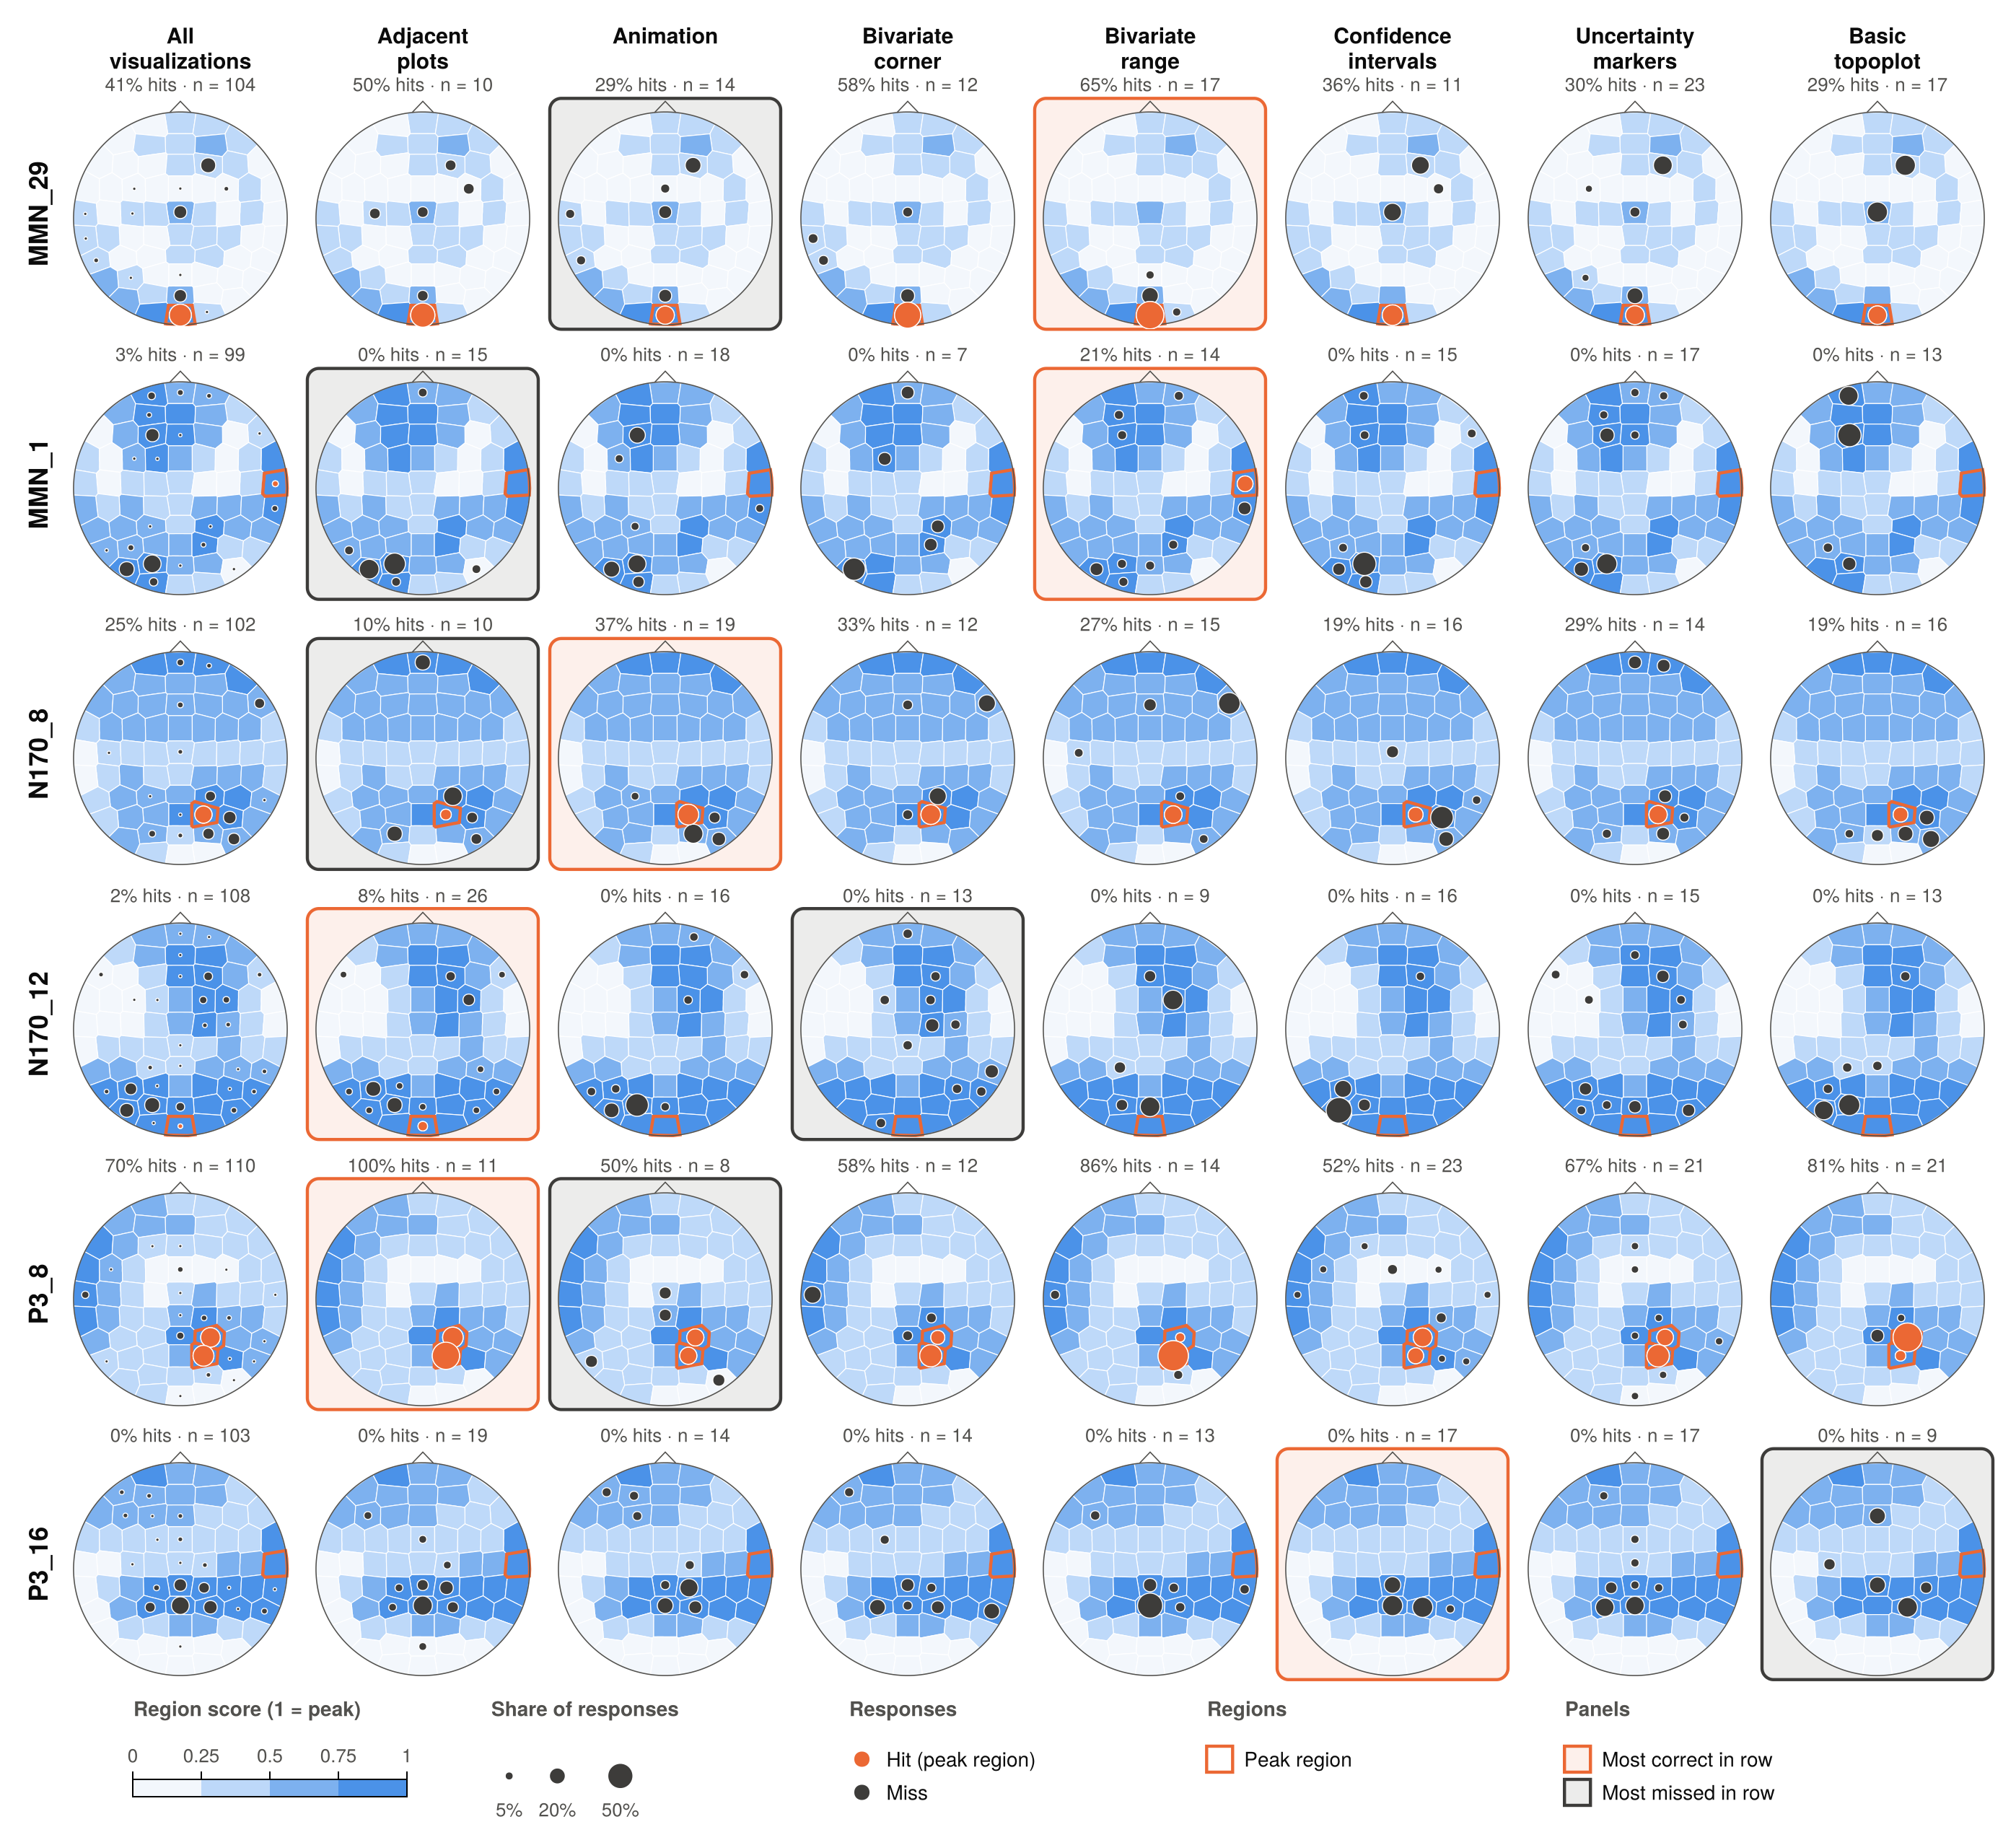 All visualizations
Adjacent plots
Animation
Bivariate corner
Bivariate range
Confidence intervals
Uncertainty markers
Basic topoplot
41% hits · n = 104
50% hits · n = 10
29% hits · n = 14
58% hits · n = 12
65% hits · n = 17
36% hits · n = 11
30% hits · n = 23
29% hits · n = 17
MMN_29
3% hits · n = 99
0% hits · n = 15
0% hits · n = 18
0% hits · n = 7
21% hits · n = 14
0% hits · n = 15
0% hits · n = 17
0% hits · n = 13
MMN_1
25% hits · n = 102
10% hits · n = 10
37% hits · n = 19
33% hits · n = 12
27% hits · n = 15
19% hits · n = 16
29% hits · n = 14
19% hits · n = 16
N170_8
2% hits · n = 108
8% hits · n = 26
0% hits · n = 16
0% hits · n = 13
0% hits · n = 9
0% hits · n = 16
0% hits · n = 15
0% hits · n = 13
N170_12
70% hits · n = 110
100% hits · n = 11
50% hits · n = 8
58% hits · n = 12
86% hits · n = 14
52% hits · n = 23
67% hits · n = 21
81% hits · n = 21
P3_8
0% hits · n = 103
0% hits · n = 19
0% hits · n = 14
0% hits · n = 14
0% hits · n = 13
0% hits · n = 17
0% hits · n = 17
0% hits · n = 9
P3_16
Region score (1 = peak)
0 0.25 0.5 0.75 1
Share of responses
5% 20% 50%
Responses
Hit (peak region)
Miss
Regions
Peak region
Panels
Most correct in row
Most missed in row